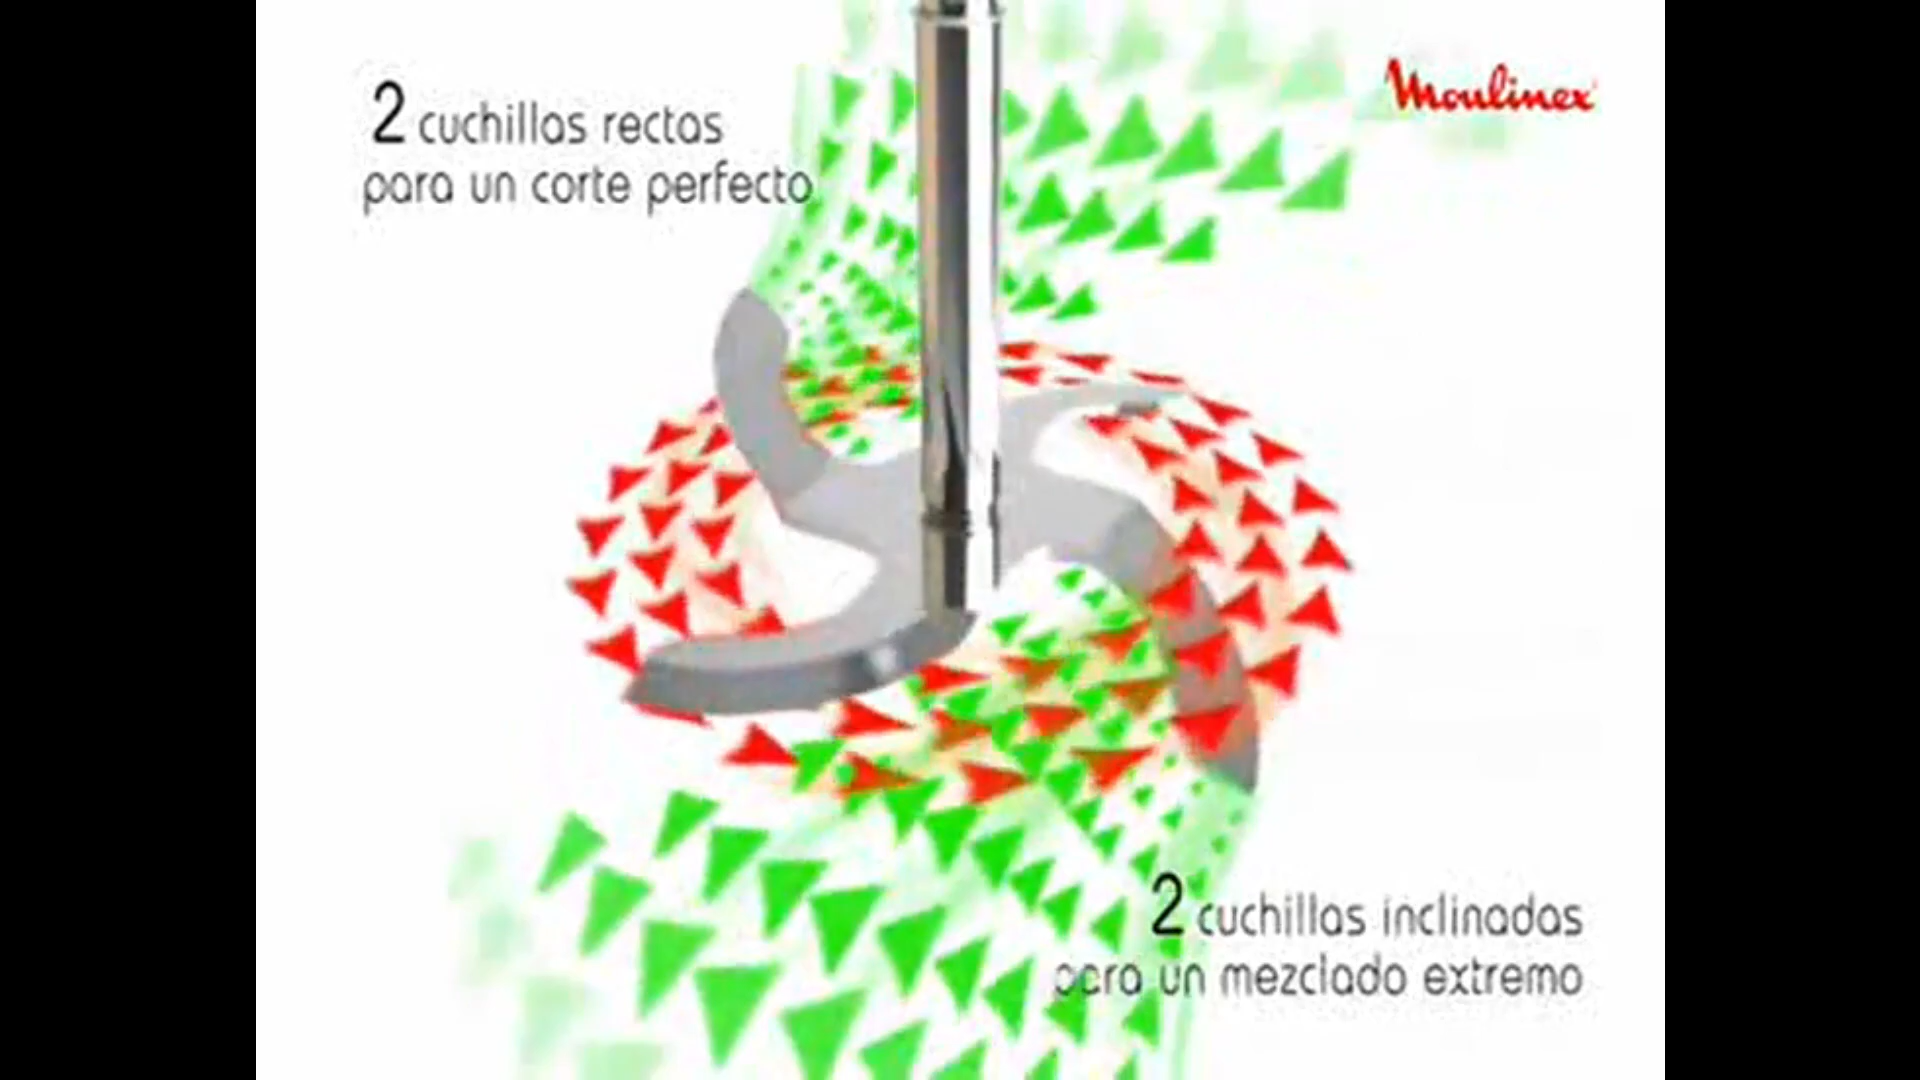 Moulinex
2 cuchillas rectas
para un corte perfecto
2 cuchillas inclinadas
para un mezclado extremo